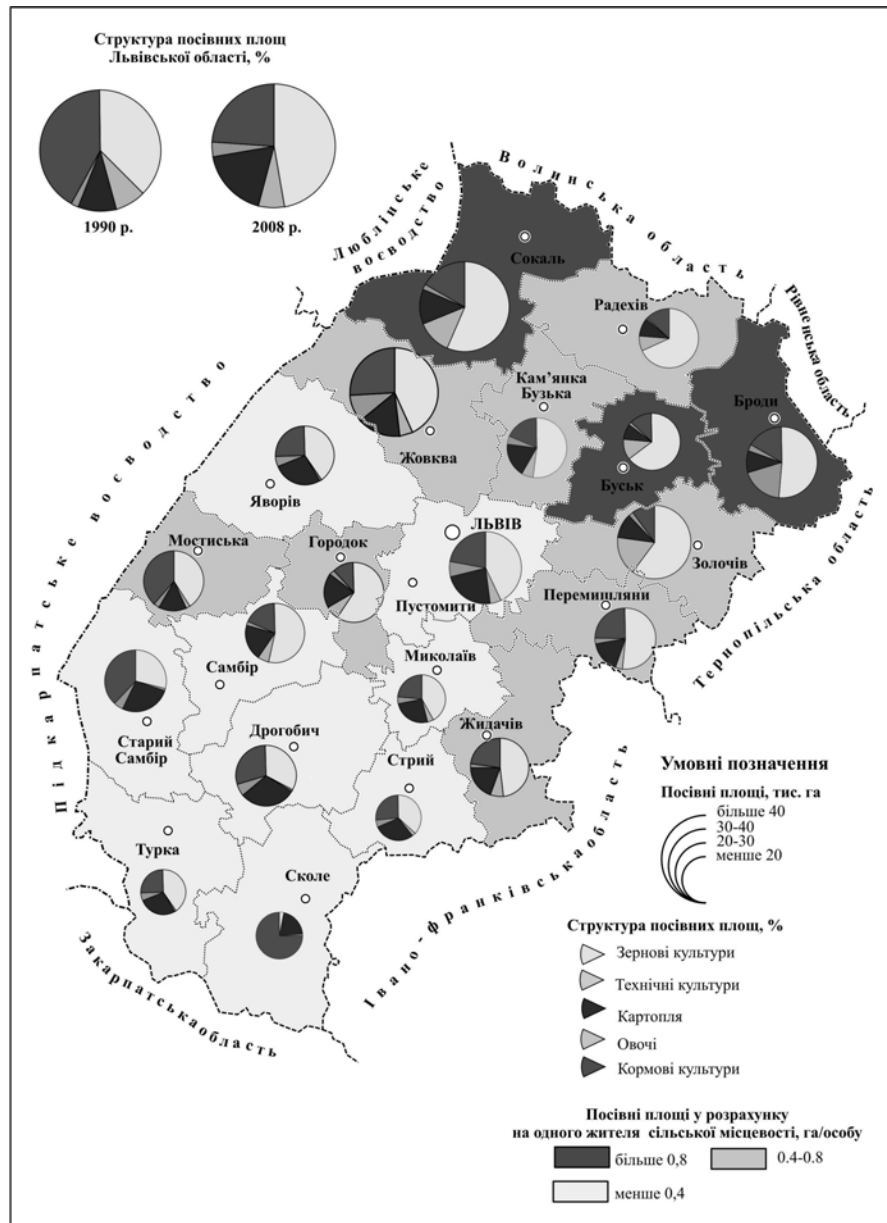 Структура посівних площ
Львівської області, %
1990 р.
2008 р.
Люблінське
воєводство
Волинська область
Рівненська область
Підкарпатське воєводство
Сокаль
Радехів
Кам’янка
Бузька
Броди
Жовква
Буськ
Яворів
ЛЬВІВ
Мостиська
Городок
Золочів
Пустомити
Перемишляни
Тернопільська область
Самбір
Миколаїв
Старий
Самбір
Дрогобич
Жидачів
Стрий
Турка
Сколе
Івано-франківська область
Закарпатська область
Умовні позначення
Посівні площі, тис. га
більше 40
30-40
20-30
менше 20
Структура посівних площ, %
Зернові культури
Технічні культури
Картопля
Овочі
Кормові культури
Посівні площі у розрахунку
на одного жителя сільської місцевості, га/особу
більше 0,8
0.4-0.8
менше 0,4